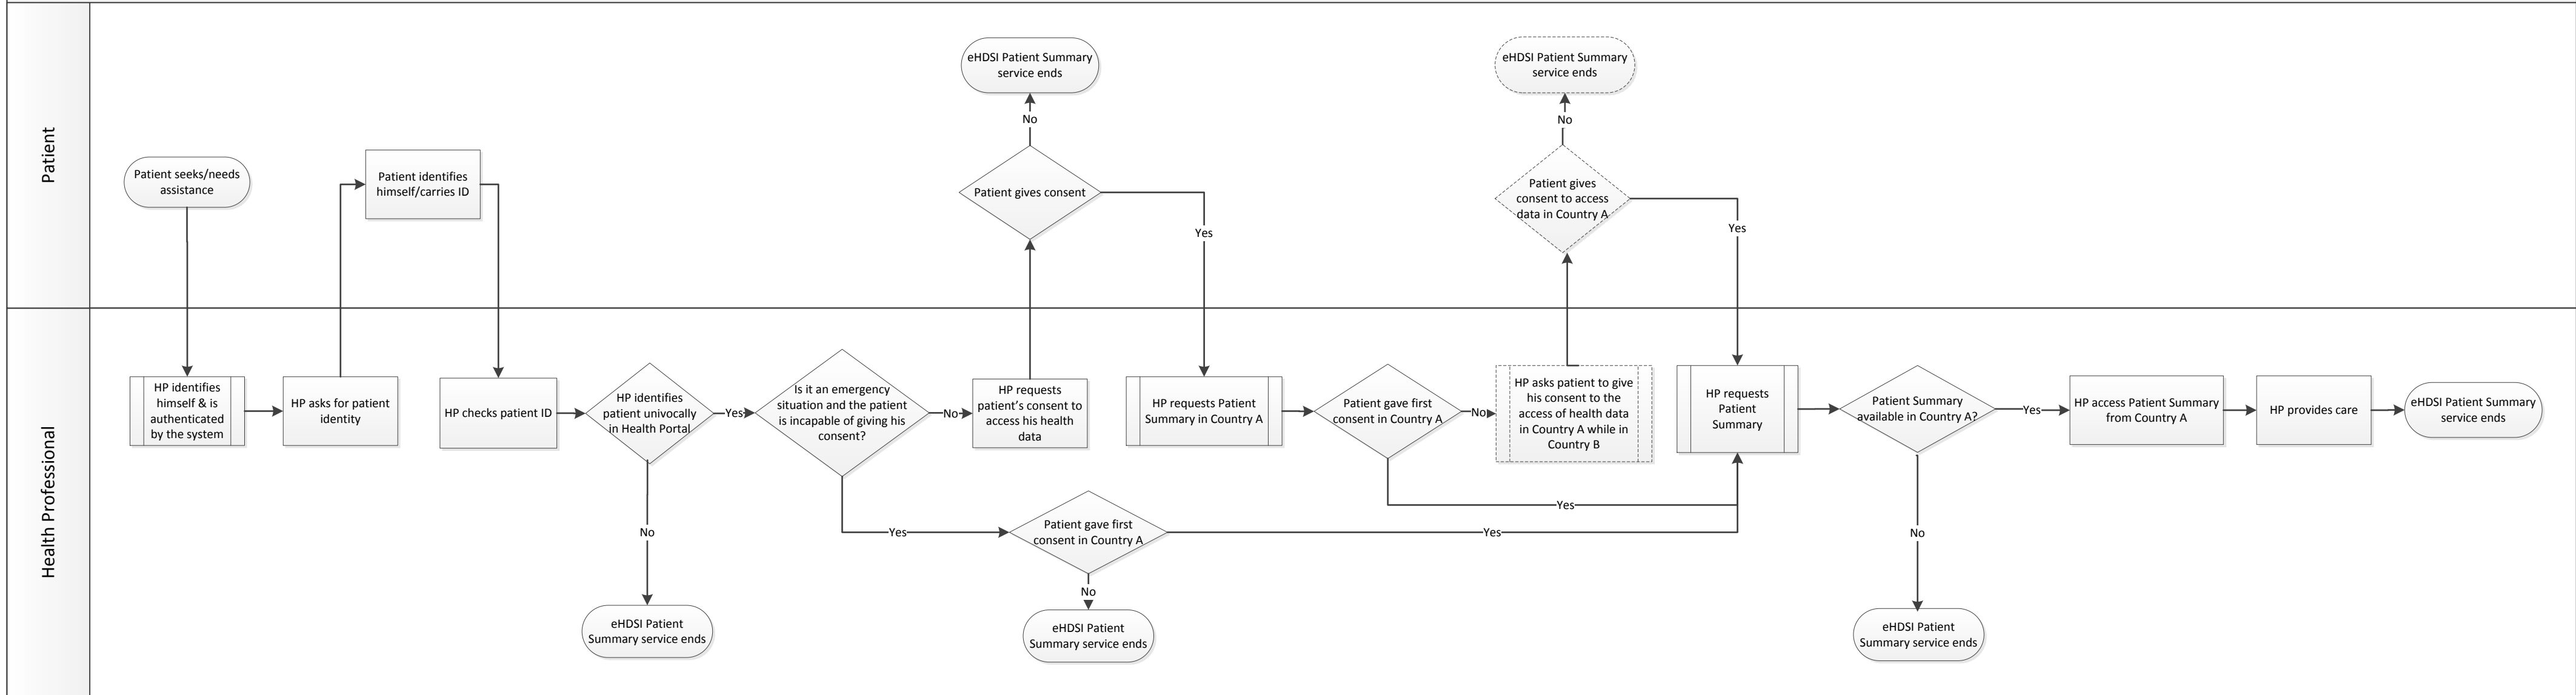 Patient
eHDSI Patient Summary
service ends
No
Patient gives consent
Yes
eHDSI Patient Summary
service ends
No
Patient gives
consent to access
data in Country A
Yes
Patient seeks/needs
assistance
Patient identifies
himself/carries ID
Health Professional
HP identifies
himself & is
authenticated
by the system
HP asks for patient
identity
HP checks patient ID
HP identifies
patient univocally
in Health Portal
Yes
No
eHDSI Patient
Summary service ends
Is it an emergency
situation and the patient
is incapable of giving his
consent?
No
Yes
HP requests
patient’s consent to
access his health
data
Patient gave first
consent in Country A
Yes
No
eHDSI Patient
Summary service ends
HP requests Patient
Summary in Country A
Patient gave first
consent in Country A
No
Yes
HP asks patient to give
his consent to the
access of health data
in Country A while in
Country B
HP requests
Patient
Summary
Patient Summary
available in Country A?
Yes
No
eHDSI Patient
Summary service ends
HP access Patient Summary
from Country A
HP provides care
eHDSI Patient Summary
service ends